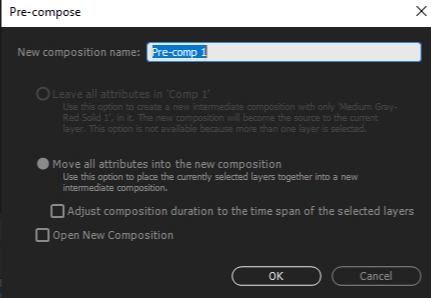 Pre-compose
New composition name: Pre-comp 1
Leave all attributes in 'Comp 1'
Use this option to create a new intermediate composition with only 'Medium Gray-
Red Solid 1', in it. The new composition will become the source to the current
layer. This option is not available because more than one layer is selected.
Move all attributes into the new composition
Use this option to place the currently selected layers together into a new
intermediate composition.
Adjust composition duration to the time span of the selected layers
Open New Composition
OK Cancel